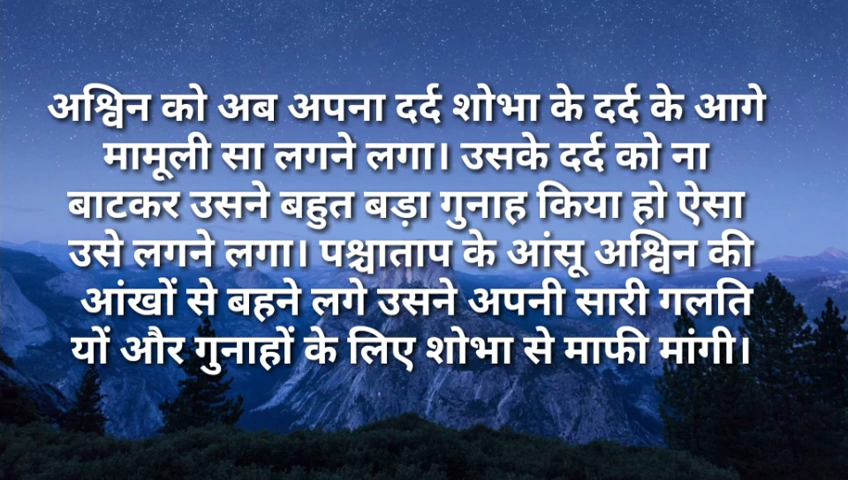 अश्विन को अब अपना दर्द शोभा के दर्द के आगे
मामूली सा लगने लगा। उसके दर्द को ना
बाटकर उसने बहुत बड़ा गुनाह किया हो ऐसा
उसे लगने लगा। पश्चाताप के आंसू अश्विन की
आंखों से बहने लगे उसने अपनी सारी गलति
यों और गुनाहों के लिए शोभा से माफी मांगी।